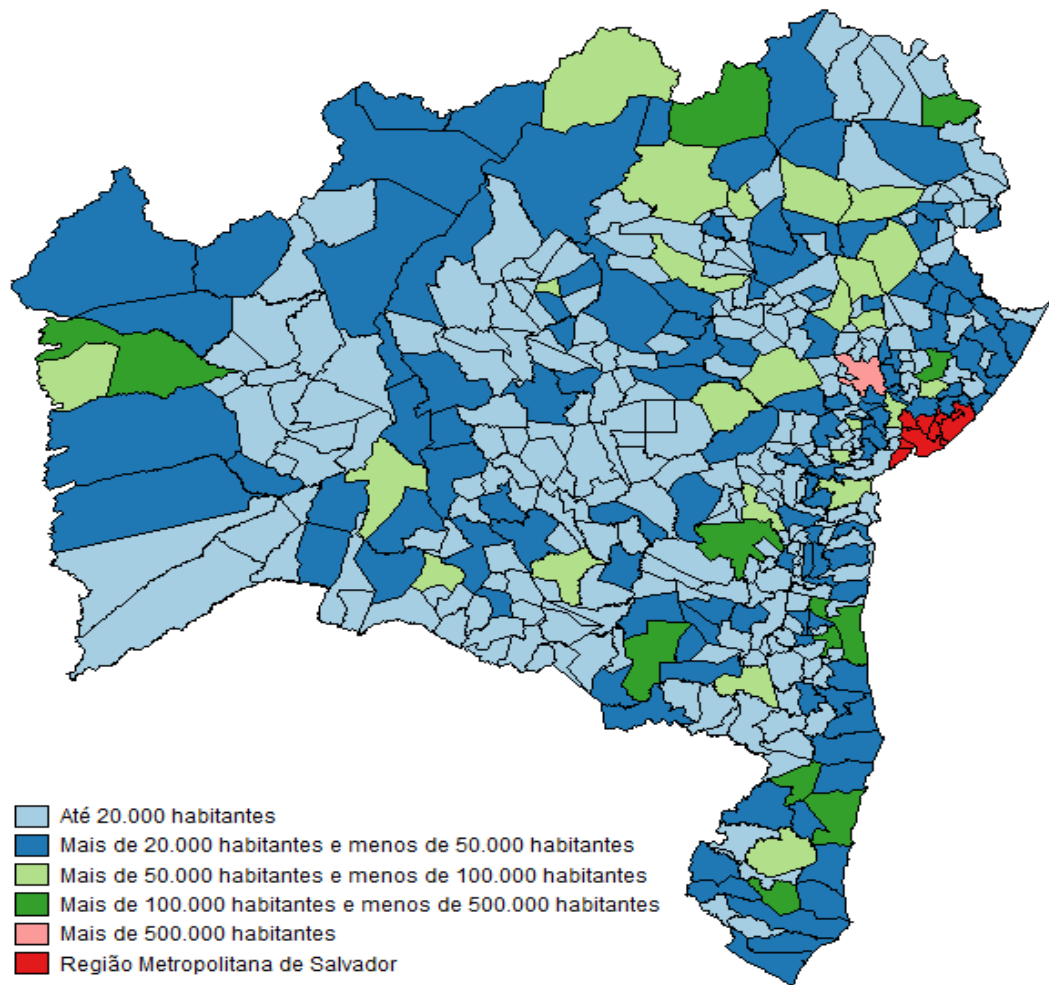 Até 20.000 habitantes
Mais de 20.000 habitantes e menos de 50.000 habitantes
Mais de 50.000 habitantes e menos de 100.000 habitantes
Mais de 100.000 habitantes e menos de 500.000 habitantes
Mais de 500.000 habitantes
Região Metropolitana de Salvador